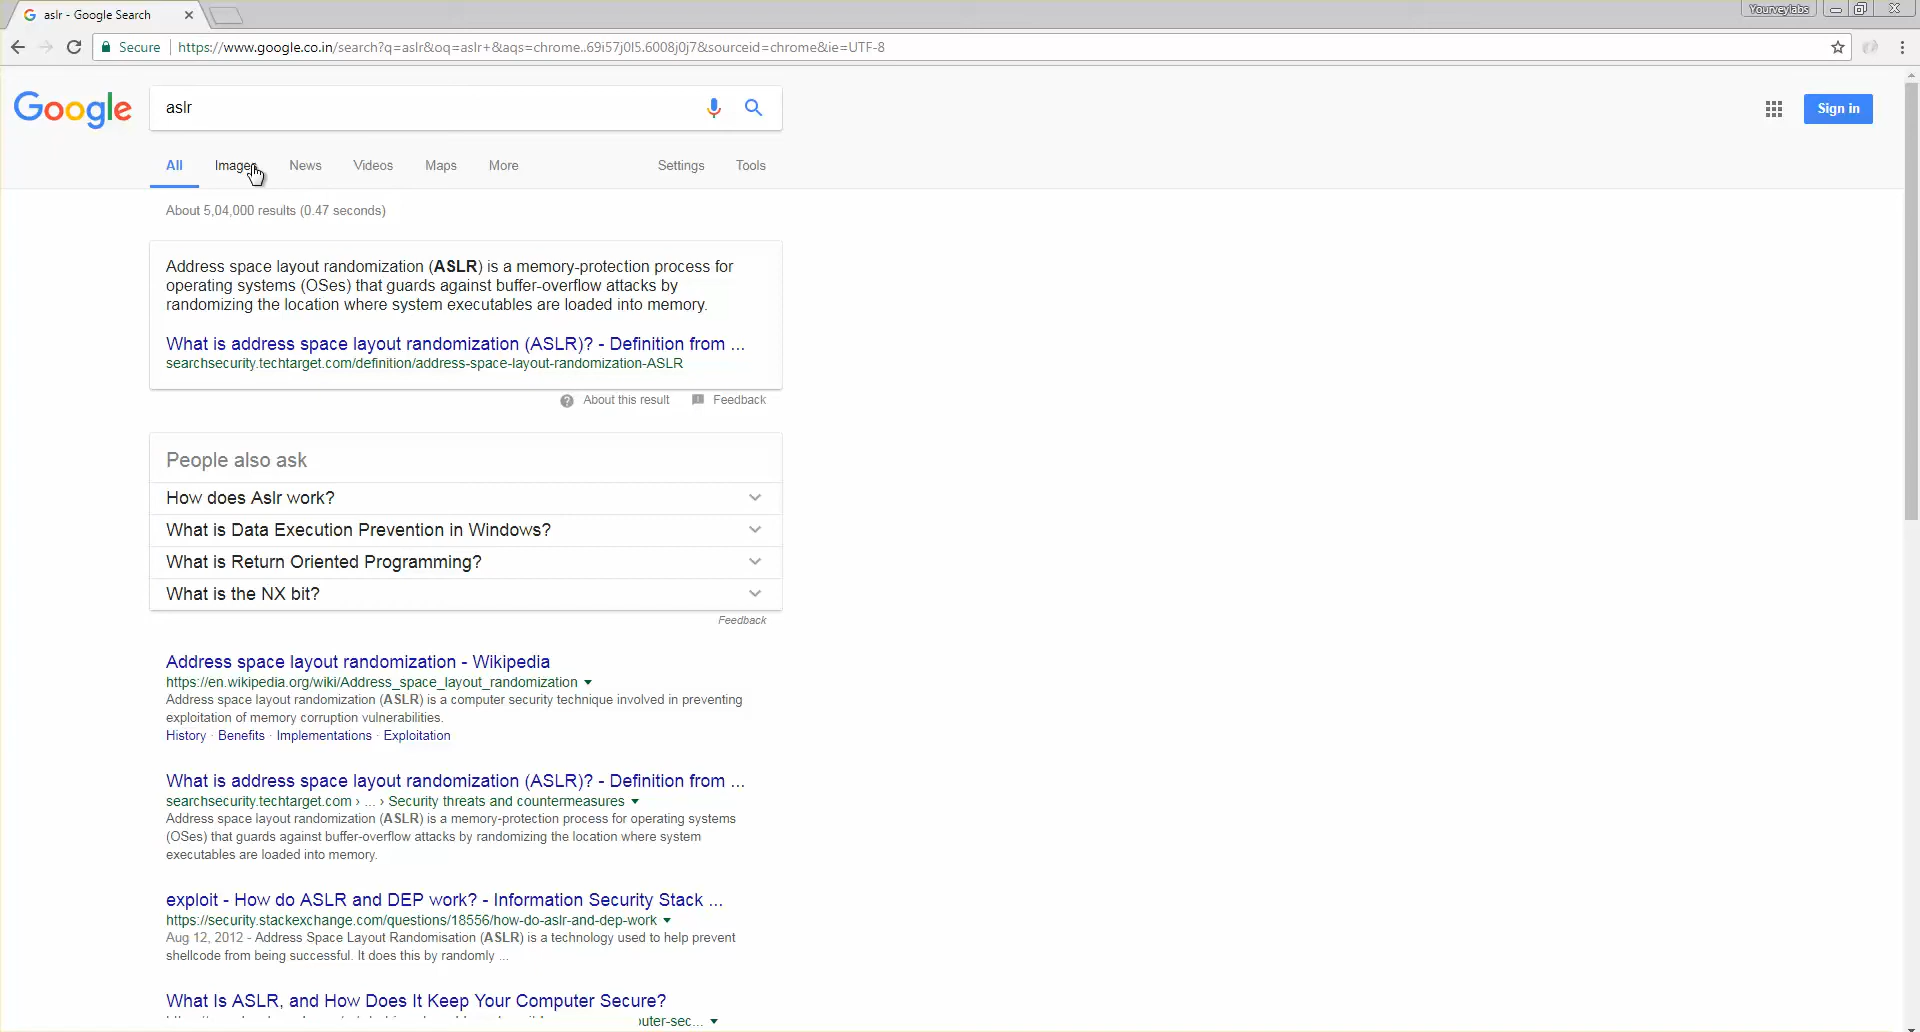 aslr - Google Search
Yourveylabs
Secure
https://www.google.co.in/search?q=aslr&oq=aslr+&aqs=chrome..69i57j0l5.6008j0j7&sourceid=chrome&ie=UTF-8
Google
aslr
Sign in
All
Images
News
Videos
Maps
More
Settings
Tools
About 5,04,000 results (0.47 seconds)
Address space layout randomization (ASLR) is a memory-protection process for
operating systems (OSes) that guards against buffer-overflow attacks by
randomizing the location where system executables are loaded into memory.
What is address space layout randomization (ASLR)? - Definition from ...
searchsecurity.techtarget.com/definition/address-space-layout-randomization-ASLR
About this result
Feedback
People also ask
How does Aslr work?
What is Data Execution Prevention in Windows?
What is Return Oriented Programming?
What is the NX bit?
Feedback
Address space layout randomization - Wikipedia
https://en.wikipedia.org/wiki/Address_space_layout_randomization
Address space layout randomization (ASLR) is a computer security technique involved in preventing
exploitation of memory corruption vulnerabilities.
History · Benefits · Implementations · Exploitation
What is address space layout randomization (ASLR)? - Definition from ...
searchsecurity.techtarget.com › ... › Security threats and countermeasures
Address space layout randomization (ASLR) is a memory-protection process for operating systems
(OSes) that guards against buffer-overflow attacks by randomizing the location where system
executables are loaded into memory.
exploit - How do ASLR and DEP work? - Information Security Stack ...
https://security.stackexchange.com/questions/18556/how-do-aslr-and-dep-work
Aug 12, 2012 - Address Space Layout Randomisation (ASLR) is a technology used to help prevent
shellcode from being successful. It does this by randomly ...
What Is ASLR, and How Does It Keep Your Computer Secure?